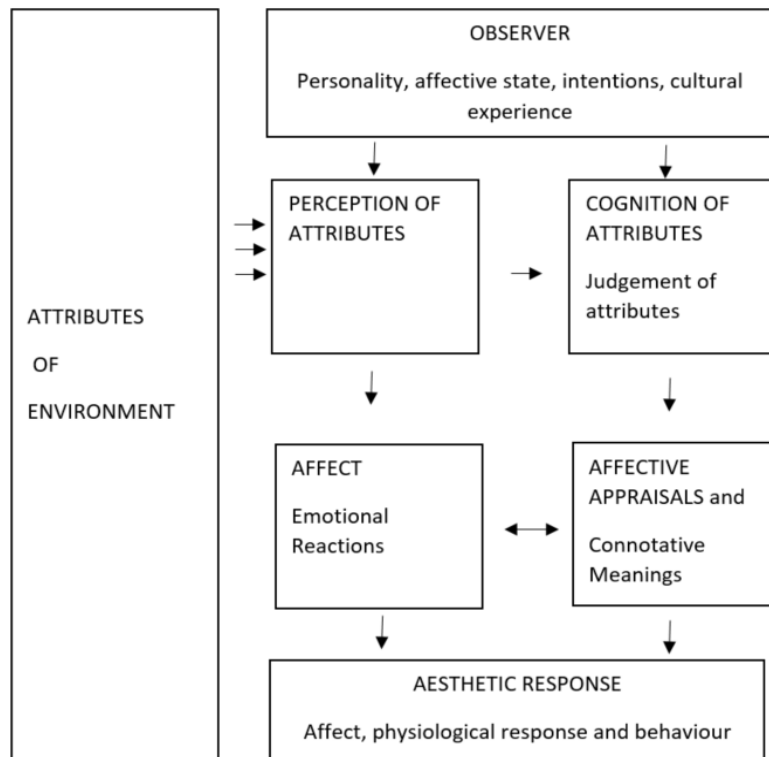 OBSERVER
Personality, affective state, intentions, cultural
experience
ATTRIBUTES
OF
ENVIRONMENT
PERCEPTION OF
ATTRIBUTES
COGNITION OF
ATTRIBUTES
Judgement of
attributes
AFFECT
Emotional
Reactions
AFFECTIVE
APPRAISALS and
Connotative
Meanings
AESTHETIC RESPONSE
Affect, physiological response and behaviour